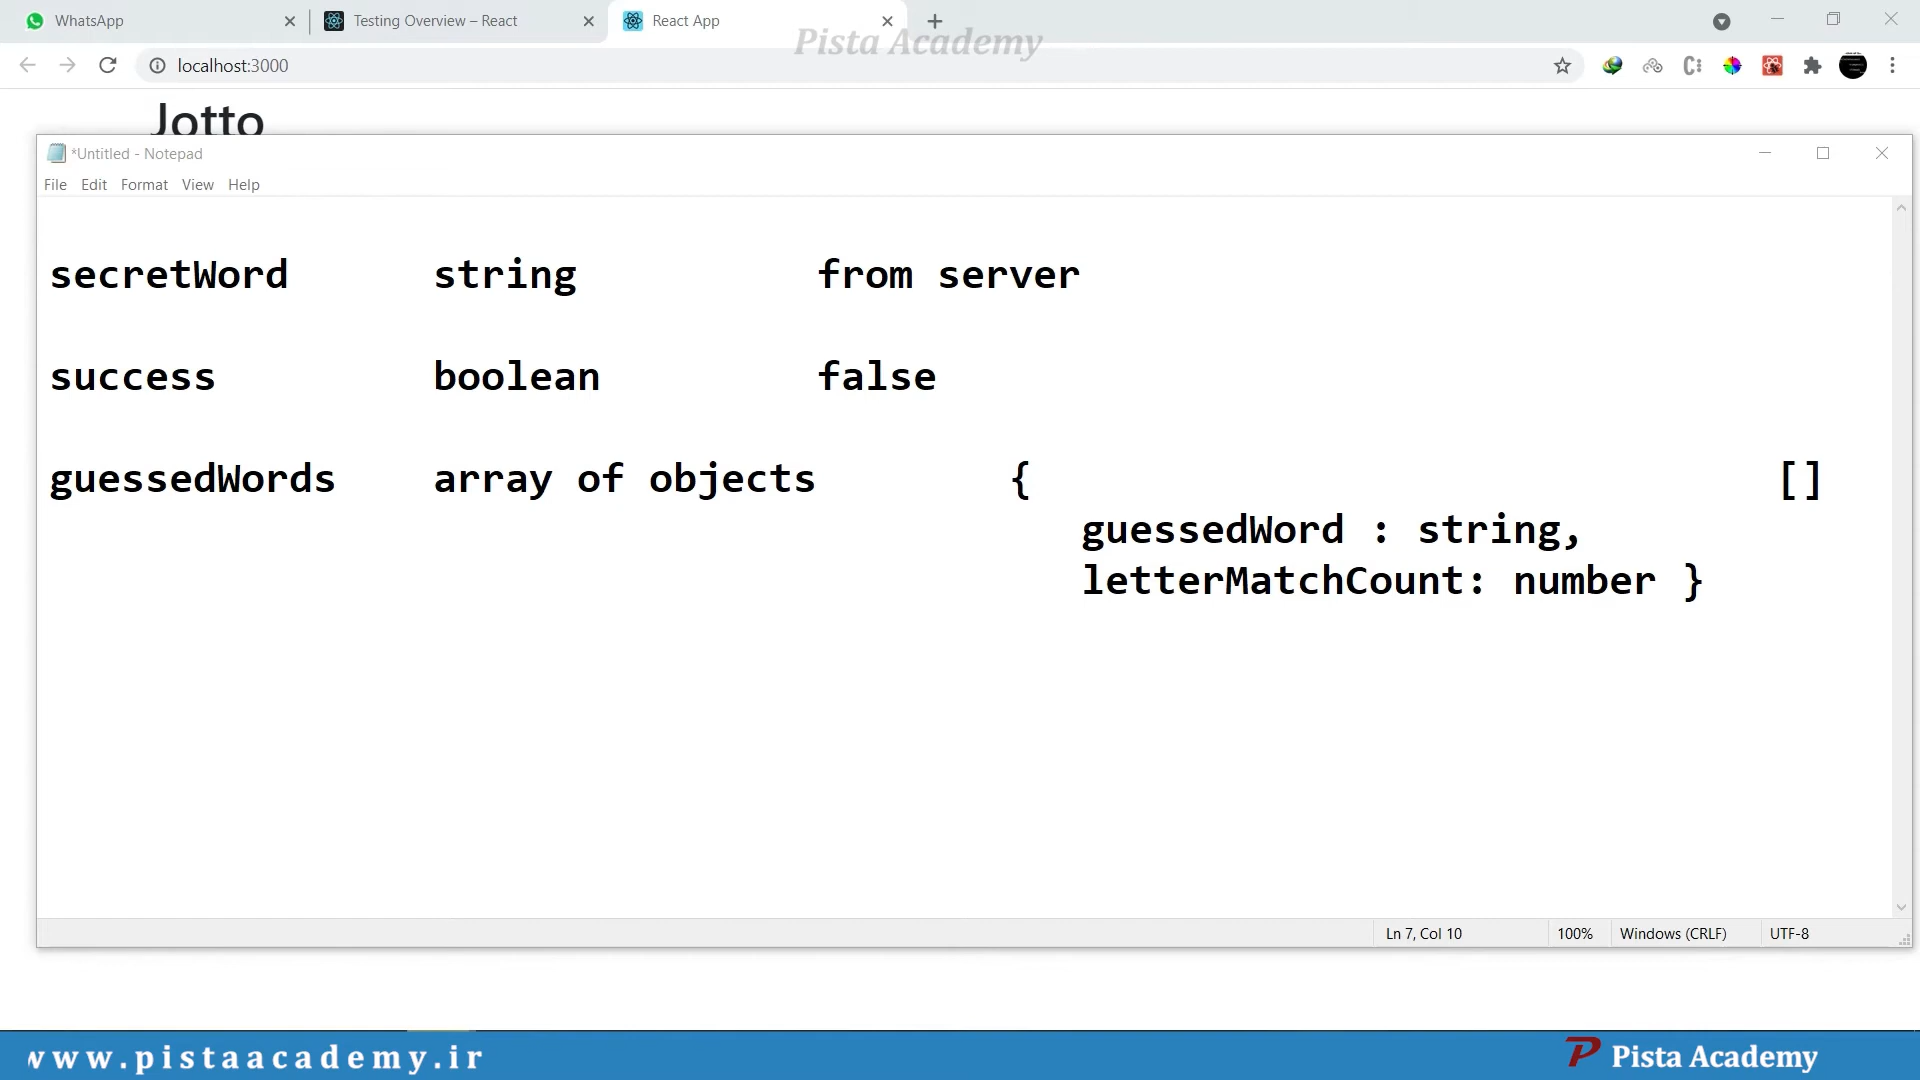 WhatsApp Testing Overview – React React App
Pista Academy
localhost:3000
Jotto
*Untitled - Notepad
File Edit Format View Help
secretWord string from server
success boolean false
guessedWords array of objects { []
guessedWord : string,
letterMatchCount: number }
Ln 7, Col 10 100% Windows (CRLF) UTF-8
www.pistaacademy.ir Pista Academy